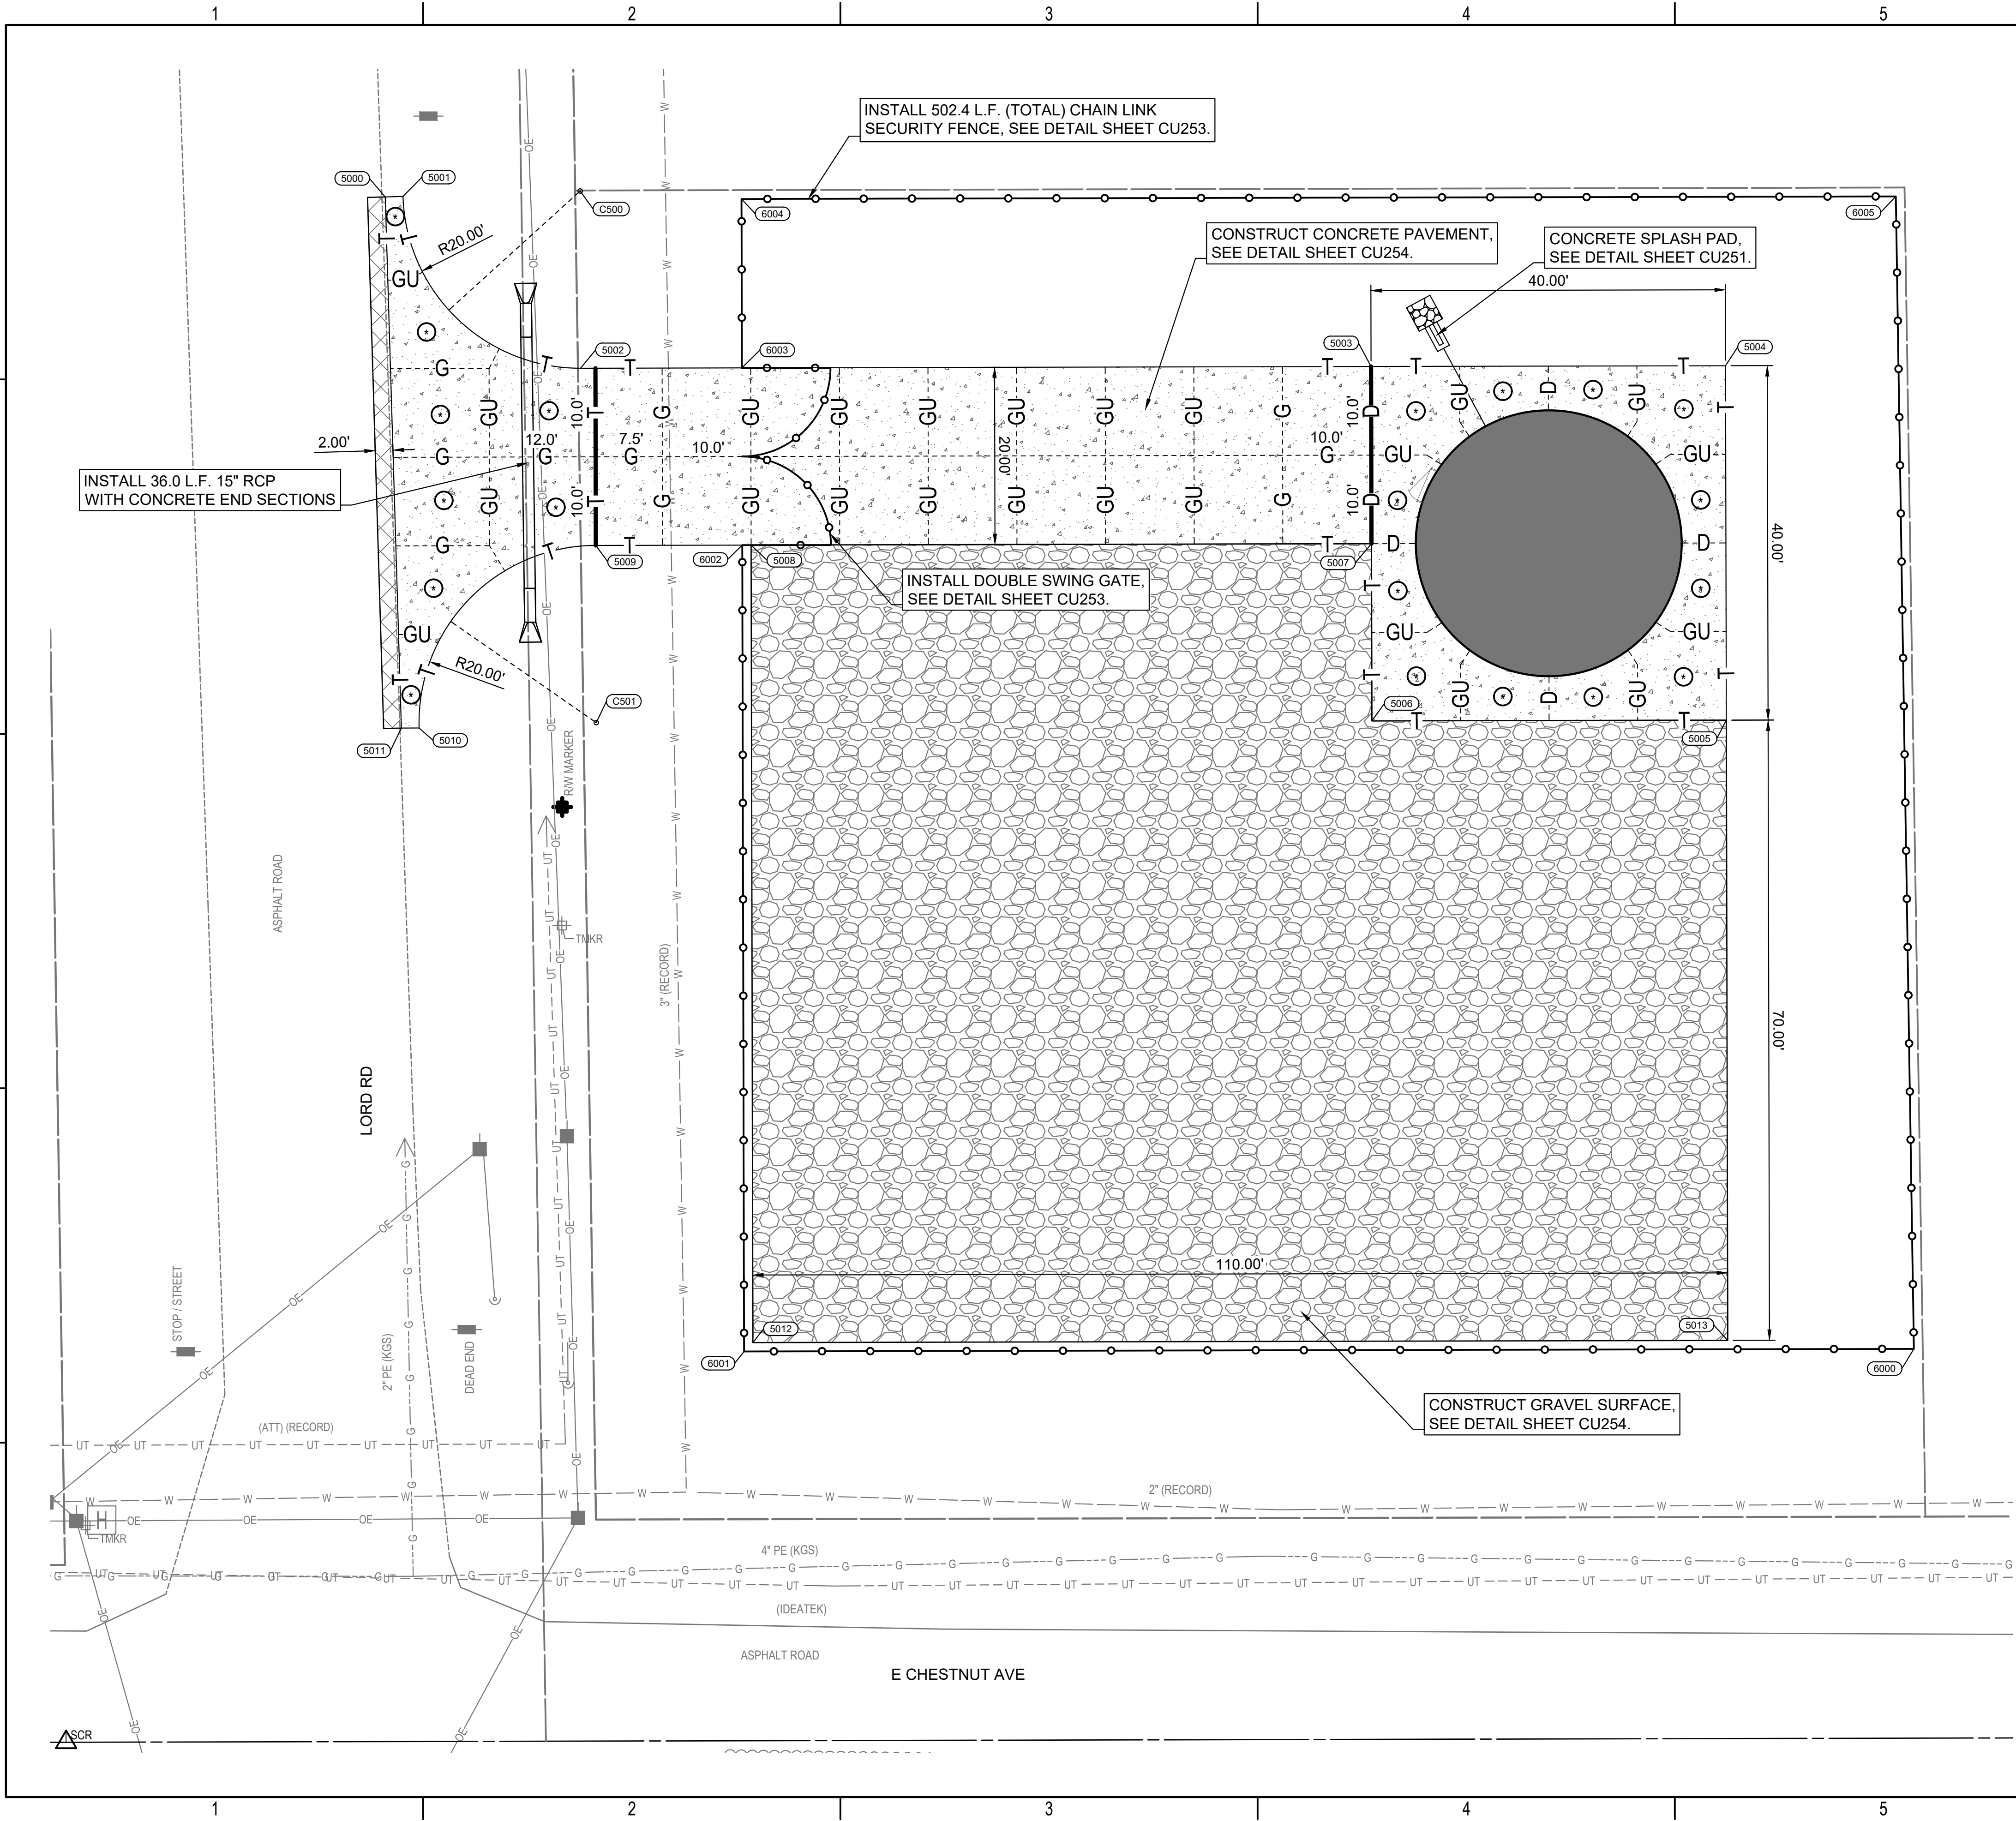 1 2 3 4 5
INSTALL 502.4 L.F. (TOTAL) CHAIN LINK
SECURITY FENCE, SEE DETAIL SHEET CU253.
5000
5001
C500
6004
6005
R20.00'
CONSTRUCT CONCRETE PAVEMENT,
SEE DETAIL SHEET CU254.
CONCRETE SPLASH PAD,
SEE DETAIL SHEET CU251.
40.00'
5002
6003
5003
5004
2.00'
12.0'
10.0'
10.0'
7.5'
10.0'
20.00'
10.0'
10.0'
10.0'
40.00'
INSTALL 36.0 L.F. 15" RCP
WITH CONCRETE END SECTIONS
G
GU
T
D
OE
W
UT
5009
6002
5008
5007
INSTALL DOUBLE SWING GATE,
SEE DETAIL SHEET CU253.
R20.00'
C501
5006
5005
5011
5010
R/W MARKER
ASPHALT ROAD
TMKR
3" (RECORD)
LORD RD
70.00'
110.00'
STOP / STREET
2" PE (KGS)
DEAD END
5012
5013
6001
6000
CONSTRUCT GRAVEL SURFACE,
SEE DETAIL SHEET CU254.
(ATT) (RECORD)
2" (RECORD)
H
TMKR
4" PE (KGS)
(IDEATEK)
ASPHALT ROAD
E CHESTNUT AVE
SCR
1 2 3 4 5